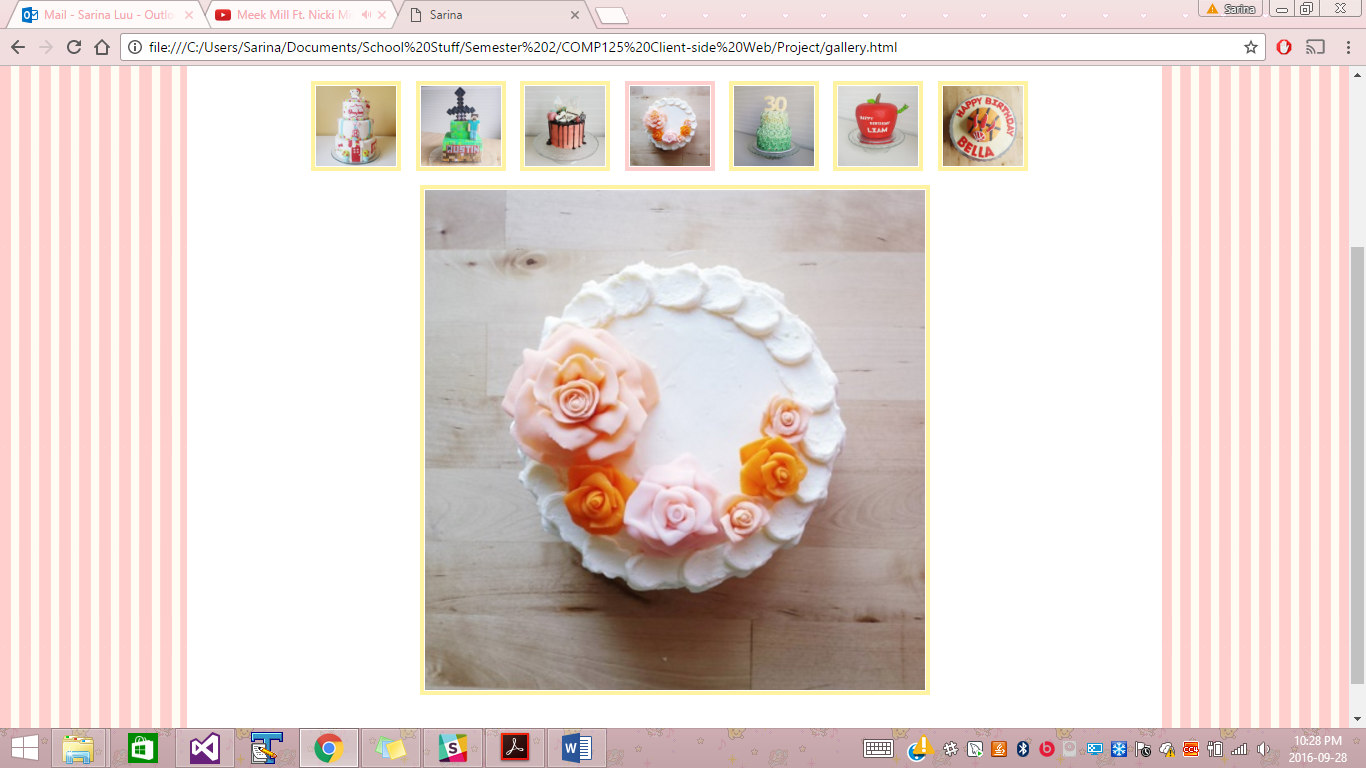 Mail - Sarina Luu - Outlo
Meek Mill Ft. Nicki M
Sarina
Sarina
file:///C:/Users/Sarina/Documents/School%20Stuff/Semester%202/COMP125%20Client-side%20Web/Project/gallery.html
JUSTIN
30
HAPPY
BIRTHDAY
LIAM
HAPPY BIRTHDAY
BELLA
10:28 PM
2016-09-28